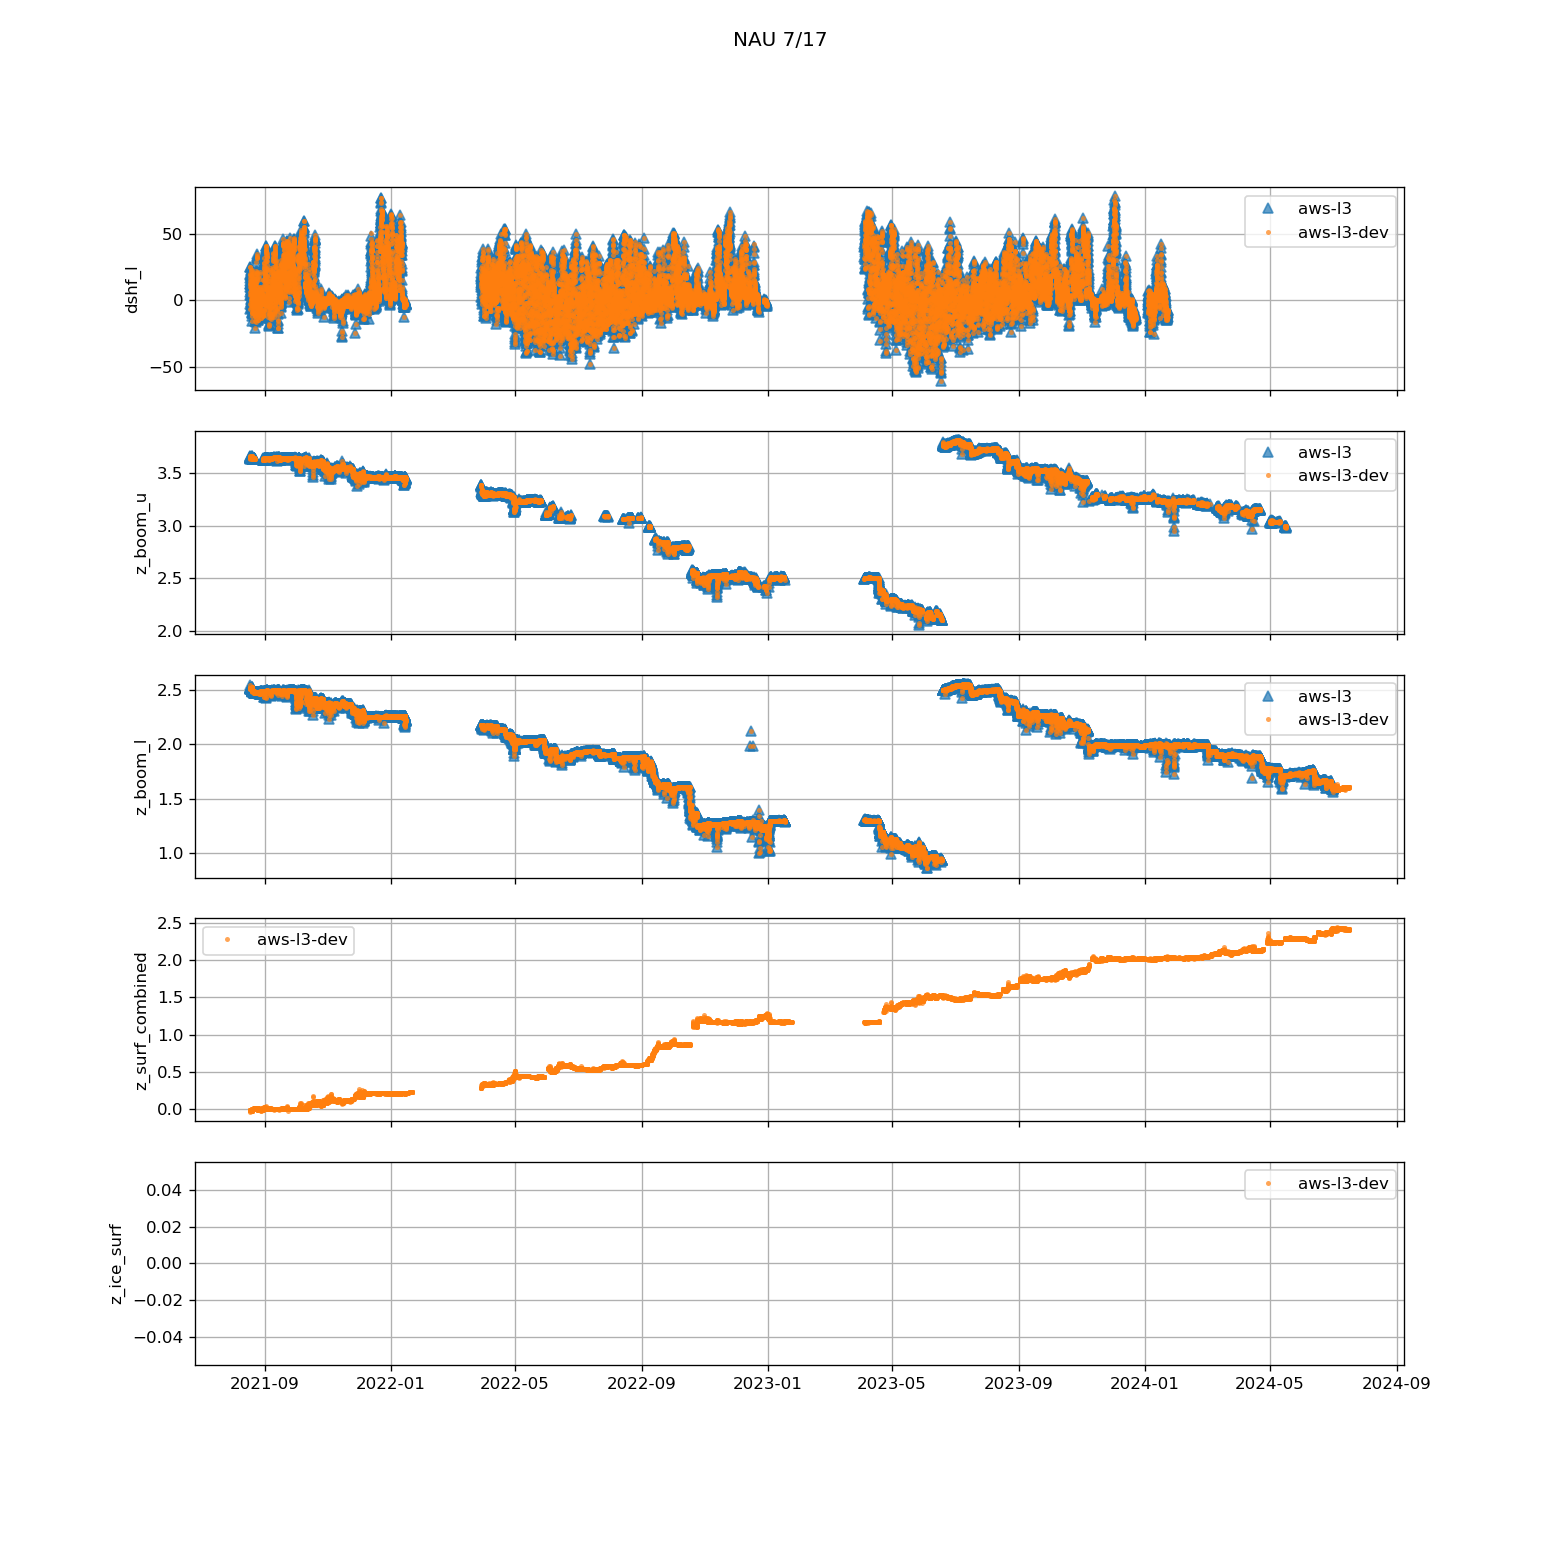 NAU 7/17
50
0
−50
dshf_l
aws-l3
aws-l3-dev
3.5
3.0
2.5
2.0
z_boom_u
aws-l3
aws-l3-dev
2.5
2.0
1.5
1.0
z_boom_l
aws-l3
aws-l3-dev
2.5
2.0
1.5
1.0
0.5
0.0
z_surf_combined
aws-l3-dev
0.04
0.02
0.00
−0.02
−0.04
z_ice_surf
aws-l3-dev
2021-09 2022-01 2022-05 2022-09 2023-01 2023-05 2023-09 2024-01 2024-05 2024-09